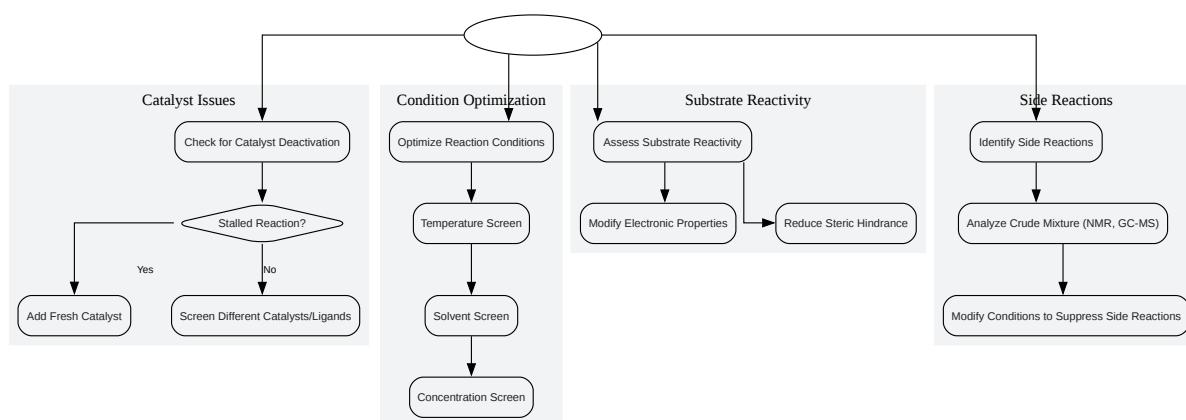 Catalyst Issues
Check for Catalyst Deactivation
Stalled Reaction?
Yes
No
Add Fresh Catalyst
Screen Different Catalysts/Ligands
Condition Optimization
Optimize Reaction Conditions
Temperature Screen
Solvent Screen
Concentration Screen
Substrate Reactivity
Assess Substrate Reactivity
Modify Electronic Properties
Reduce Steric Hindrance
Side Reactions
Identify Side Reactions
Analyze Crude Mixture (NMR, GC-MS)
Modify Conditions to Suppress Side Reactions